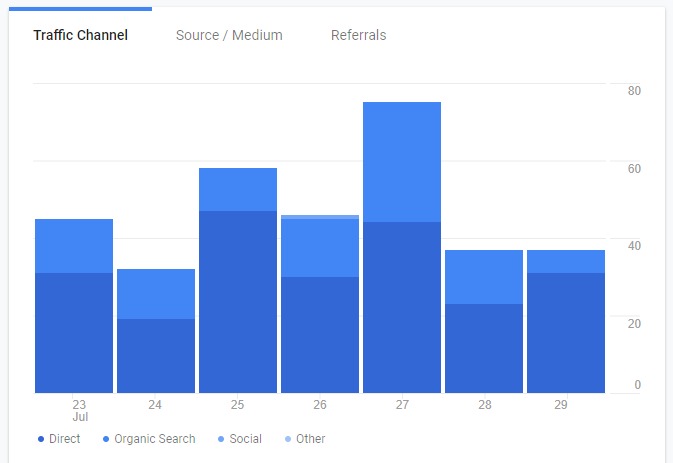 Traffic Channel Source / Medium Referrals
80
60
40
20
0
23 24 25 26 27 28 29
Jul
Direct Organic Search Social Other